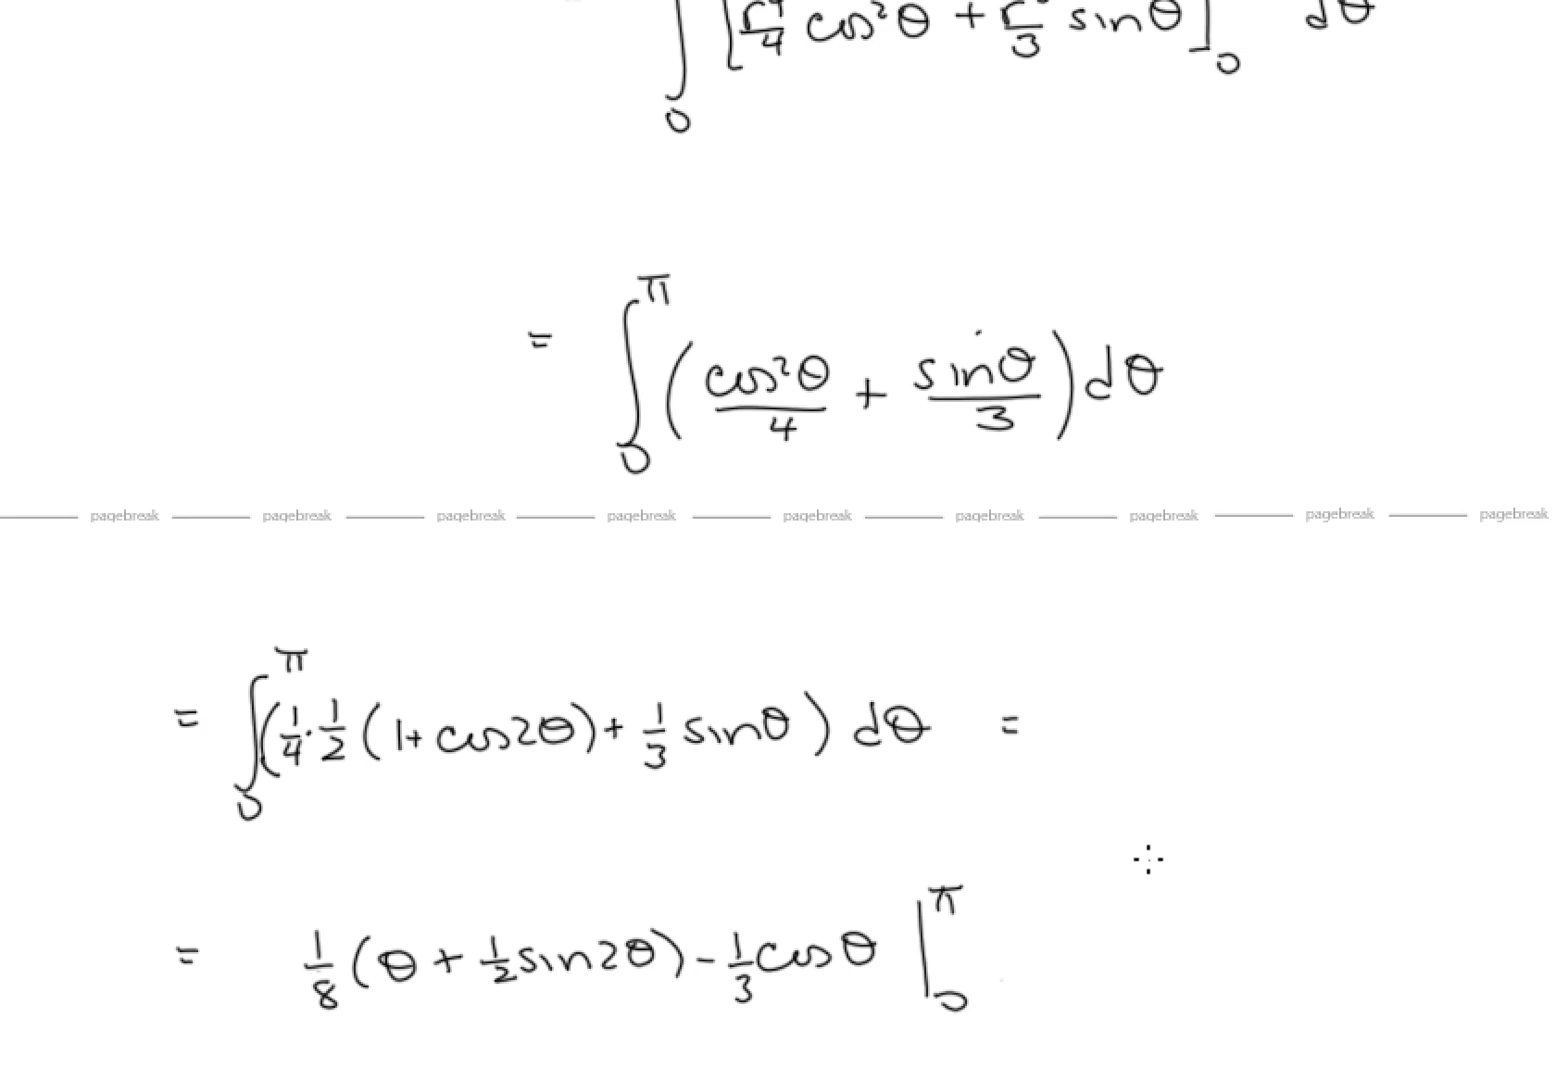 ∫₀ [r⁴/4 cos²θ + r³/3 sinθ]₀ dθ
= ∫₀^π (cos²θ/4 + sinθ/3) dθ
pagebreak pagebreak pagebreak pagebreak pagebreak pagebreak pagebreak pagebreak pagebreak
= ∫₀^π (1/4 · 1/2 (1 + cos2θ) + 1/3 sinθ) dθ =
= 1/8 (θ + 1/2 sin2θ) - 1/3 cosθ |₀^π